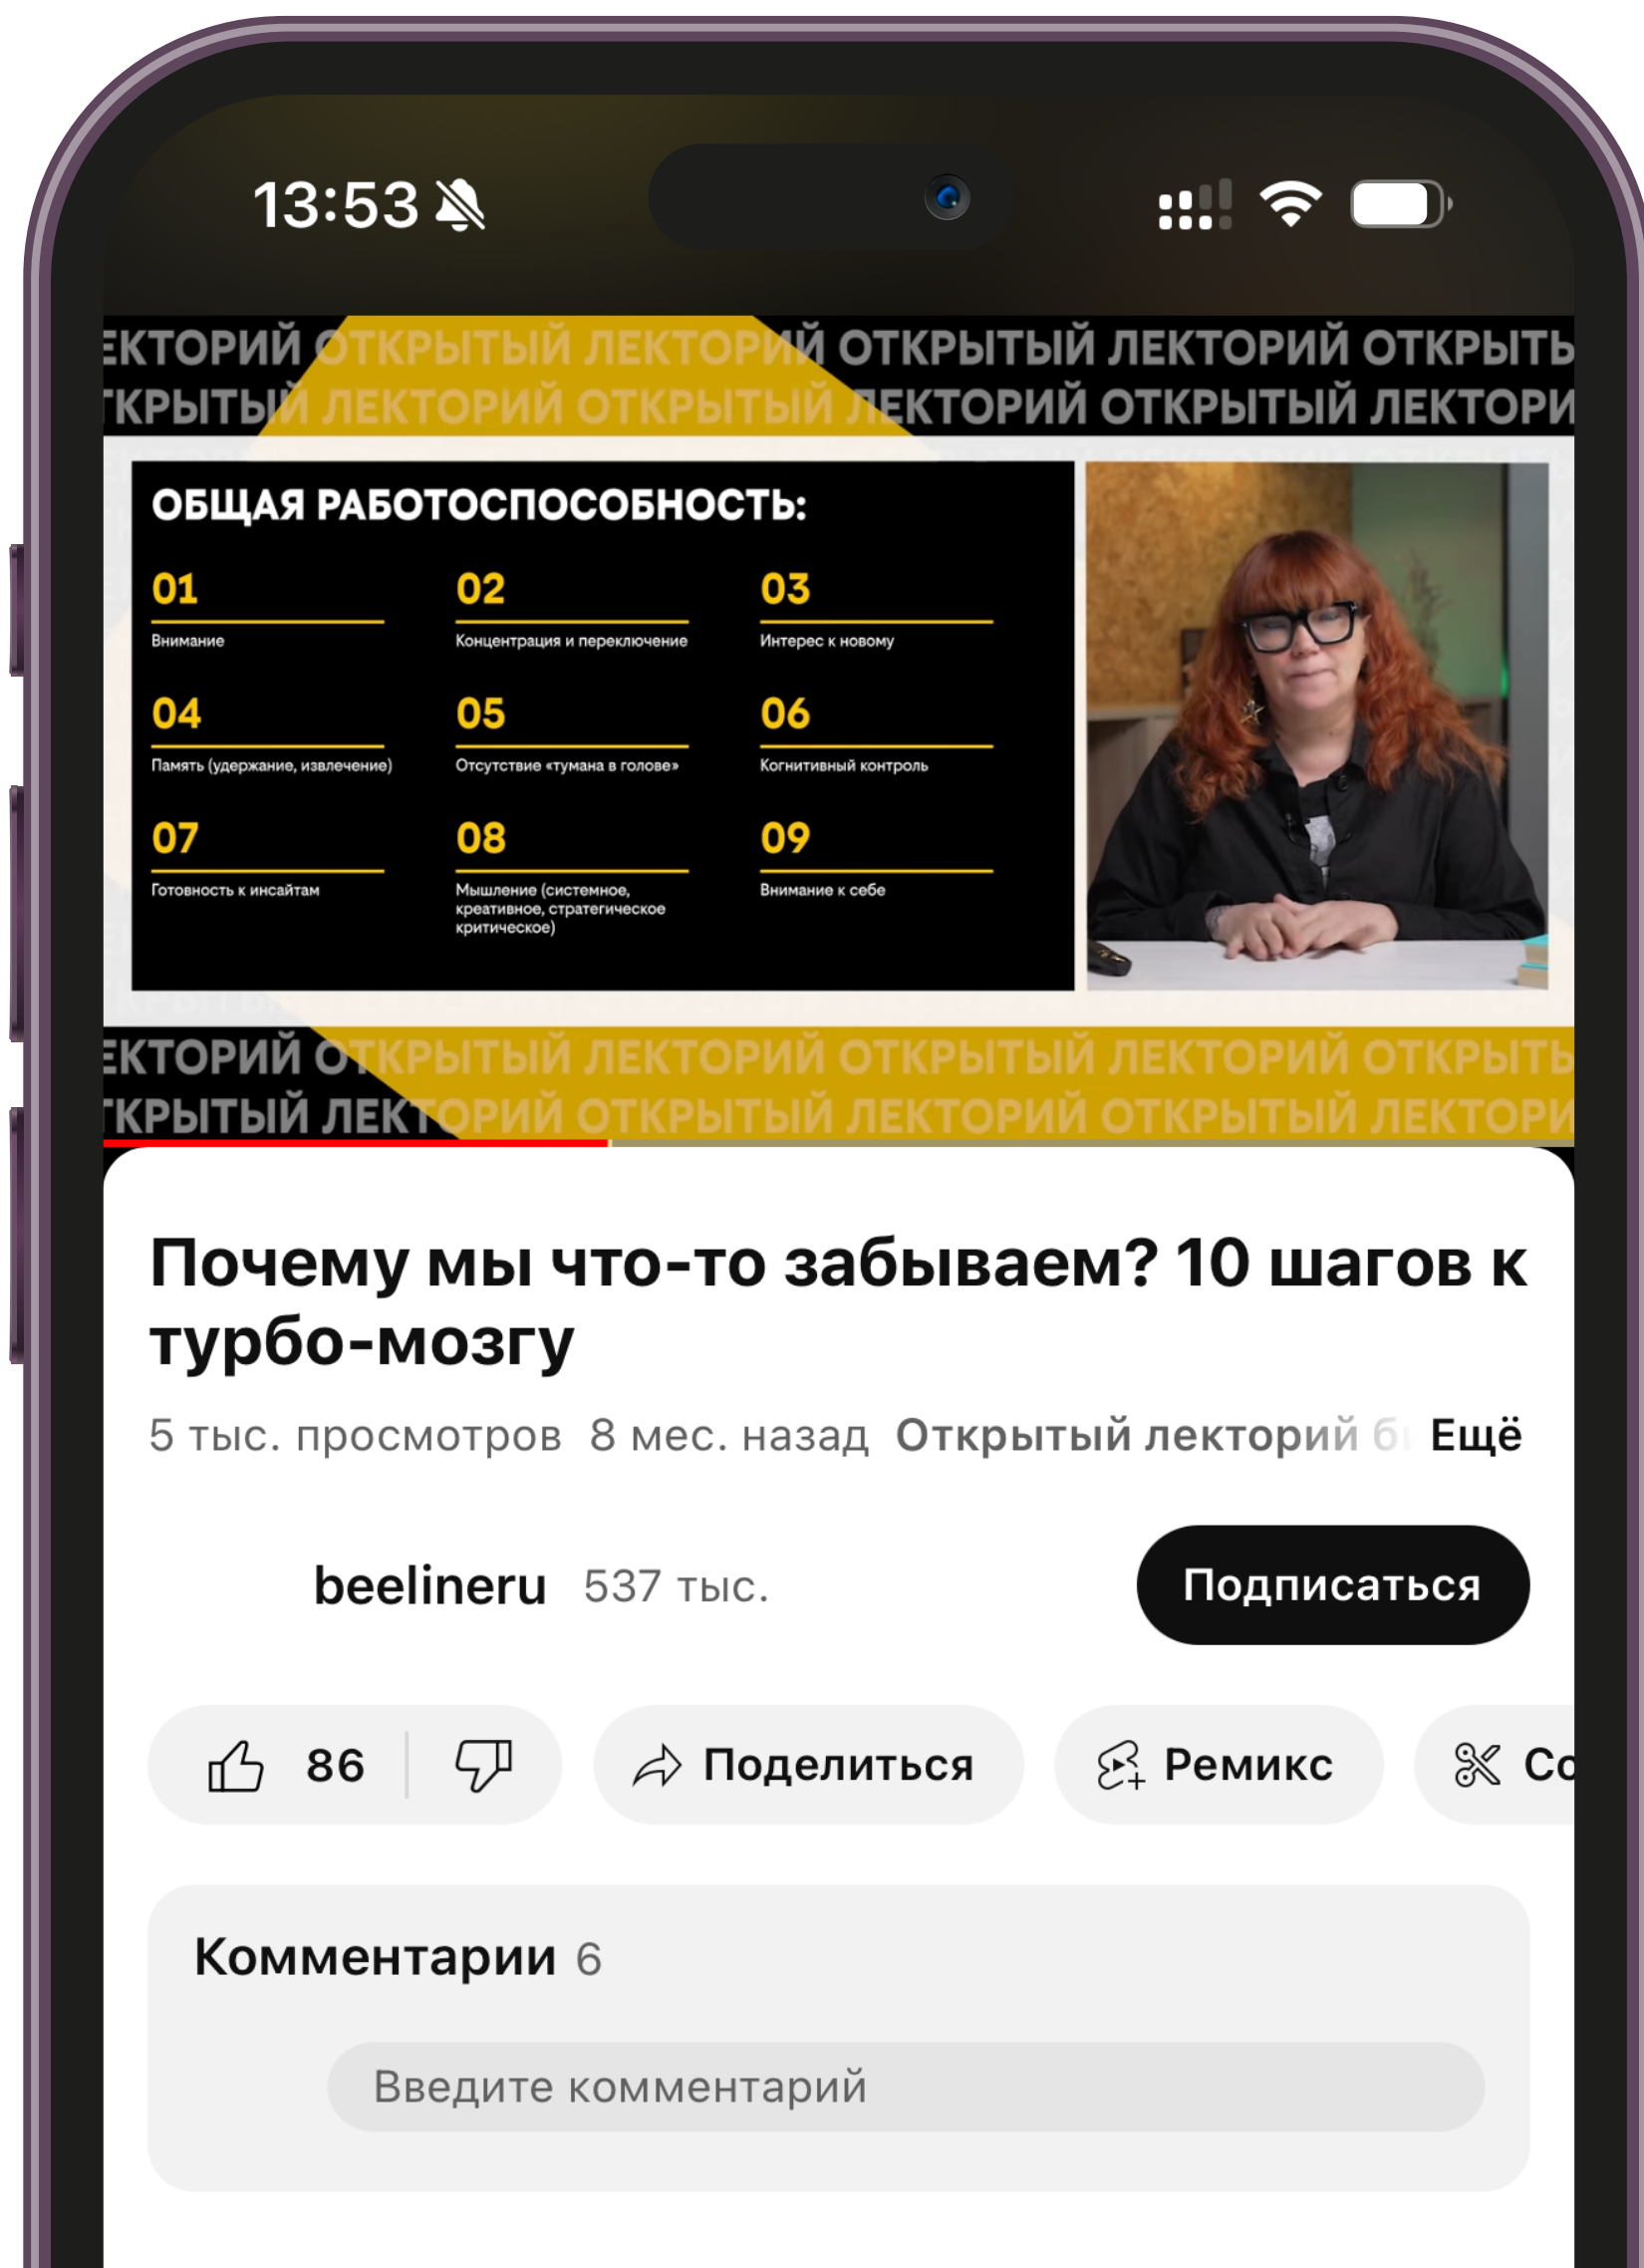 13:53
ЕКТОРИЙ ОТКРЫТЫЙ ЛЕКТОРИЙ ОТКРЫТЫЙ ЛЕКТОРИЙ ОТКРЫТЬ
ТКРЫТЫЙ ЛЕКТОРИЙ ОТКРЫТЫЙ ЛЕКТОРИЙ ОТКРЫТЫЙ ЛЕКТОРИ
ОБЩАЯ РАБОТОСПОСОБНОСТЬ:
01
Внимание
02
Концентрация и переключение
03
Интерес к новому
04
Память (удержание, извлечение)
05
Отсутствие «тумана в голове»
06
Когнитивный контроль
07
Готовность к инсайтам
08
Мышление (системное,
креативное, стратегическое
критическое)
09
Внимание к себе
ЕКТОРИЙ ОТКРЫТЫЙ ЛЕКТОРИЙ ОТКРЫТЫЙ ЛЕКТОРИЙ ОТКРЫТЬ
ТКРЫТЫЙ ЛЕКТОРИЙ ОТКРЫТЫЙ ЛЕКТОРИЙ ОТКРЫТЫЙ ЛЕКТОРИ
Почему мы что-то забываем? 10 шагов к
турбо-мозгу
5 тыс. просмотров 8 мес. назад Открытый лекторий Ещё
beelineru 537 тыс.
Подписаться
86
Поделиться
Ремикс
Со
Комментарии 6
Введите комментарий